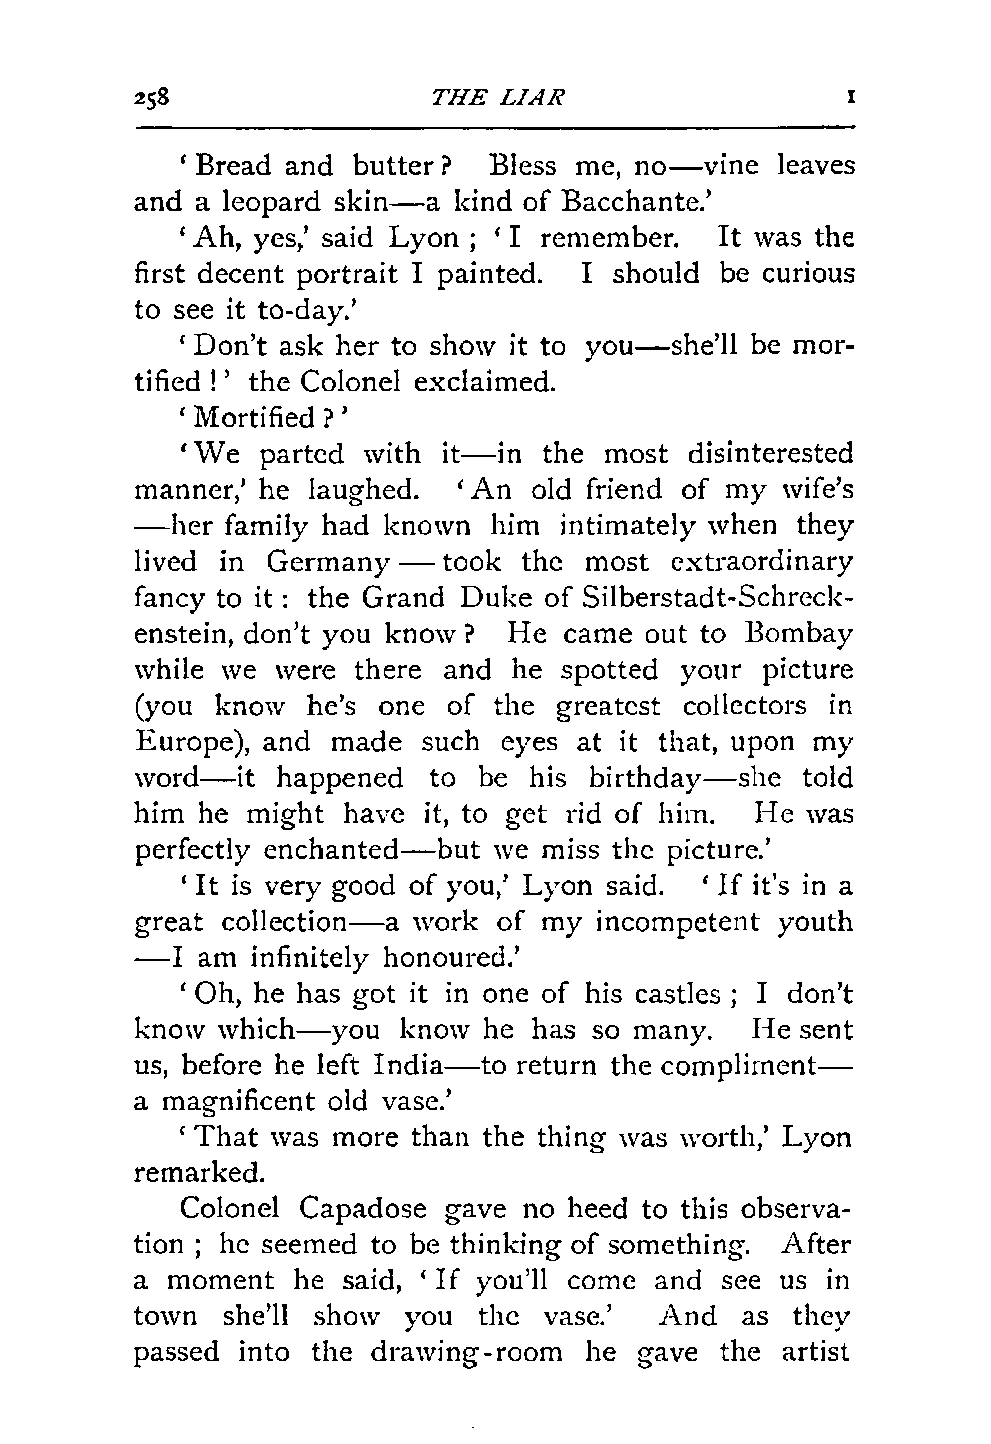 258 THE LIAR I
‘Bread and butter? Bless me, no—vine leaves
and a leopard skin—a kind of Bacchante.’
‘Ah, yes,’ said Lyon; ‘I remember. It was the
first decent portrait I painted. I should be curious
to see it to-day.’
‘Don’t ask her to show it to you—she’ll be mor-
tified!’ the Colonel exclaimed.
‘Mortified?’
‘We parted with it—in the most disinterested
manner,’ he laughed. ‘An old friend of my wife’s
—her family had known him intimately when they
lived in Germany—took the most extraordinary
fancy to it: the Grand Duke of Silberstadt-Schreck-
enstein, don’t you know? He came out to Bombay
while we were there and he spotted your picture
(you know he’s one of the greatest collectors in
Europe), and made such eyes at it that, upon my
word—it happened to be his birthday—she told
him he might have it, to get rid of him. He was
perfectly enchanted—but we miss the picture.’
‘It is very good of you,’ Lyon said. ‘If it’s in a
great collection—a work of my incompetent youth
—I am infinitely honoured.’
‘Oh, he has got it in one of his castles; I don’t
know which—you know he has so many. He sent
us, before he left India—to return the compliment—
a magnificent old vase.’
‘That was more than the thing was worth,’ Lyon
remarked.
Colonel Capadose gave no heed to this observa-
tion; he seemed to be thinking of something. After
a moment he said, ‘If you’ll come and see us in
town she’ll show you the vase.’ And as they
passed into the drawing-room he gave the artist